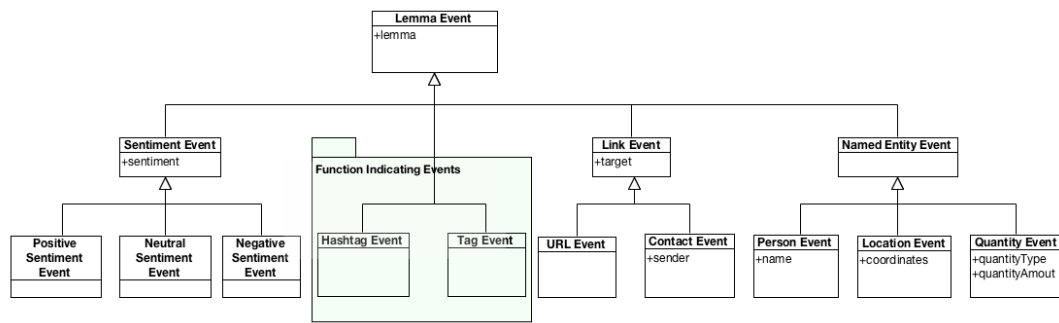 Lemma Event
+lemma
Sentiment Event
+sentiment
Link Event
+target
Named Entity Event
Function Indicating Events
Positive
Sentiment
Event
Neutral
Sentiment
Event
Negative
Sentiment
Event
Hashtag Event
Tag Event
URL Event
Contact Event
+sender
Person Event
+name
Location Event
+coordinates
Quantity Event
+quantityType
+quantityAmout